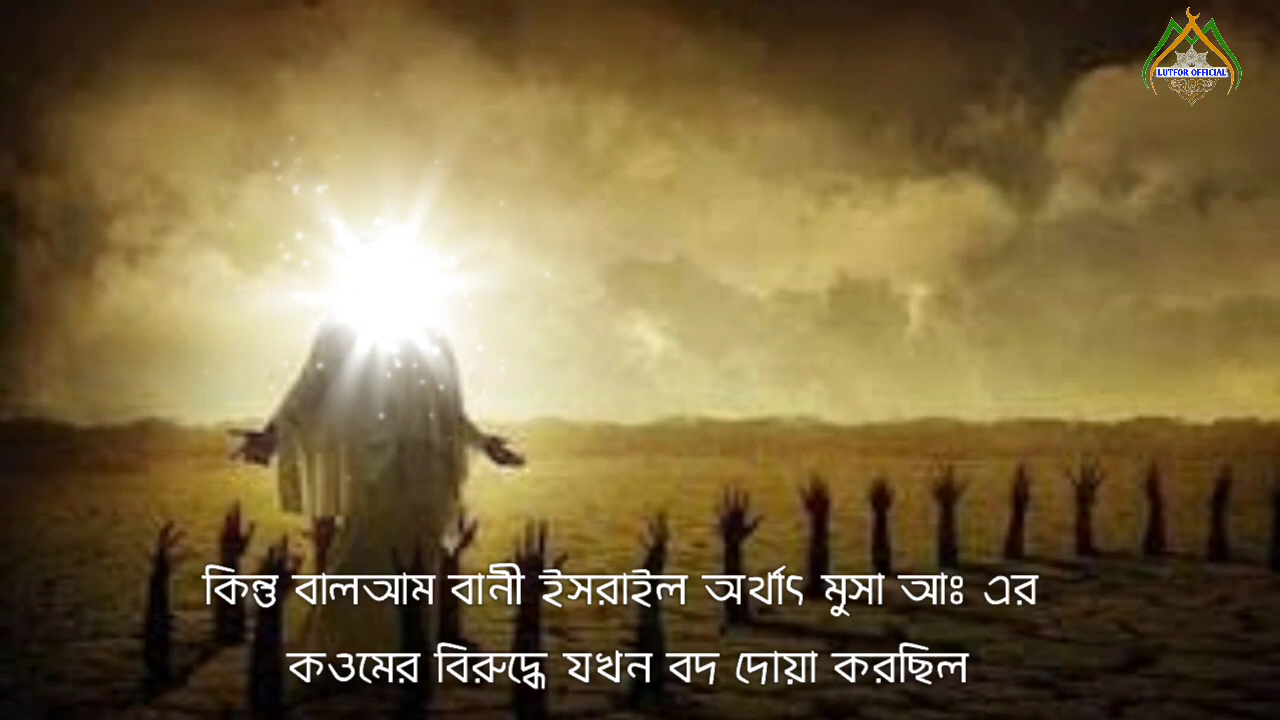 LUTFOR OFFICIAL
কিন্তু বালআম বানী ইসরাইল অর্থাৎ মুসা আঃ এর
কওমের বিরুদ্ধে যখন বদ দোয়া করছিল